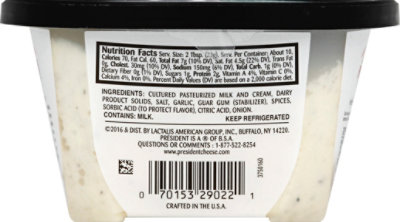 Nutrition Facts Serv. Size: 2 Tbsp. Serv. Per Container: About 10,
Calories 70, Fat Cal. 60, Total Fat 7g (10% DV), Sat. Fat 4.5g (22% DV), Trans Fat
0g, Cholest. 30mg (10% DV), Sodium 150mg (6% DV), Total Carb. 1g (0% DV),
Dietary Fiber 0g (1% DV), Sugars 1g, Protein 2g, Vitamin A 4%, Vitamin C 0%,
Calcium 4%, Iron 0%. Percent Daily Values (DV) are based on a 2,000 calorie diet.
INGREDIENTS: CULTURED PASTEURIZED MILK AND CREAM, DAIRY
PRODUCT SOLIDS, SALT, GARLIC, GUAR GUM (STABILIZER), SPICES,
SORBIC ACID (TO PROTECT FLAVOR), CITRIC ACID, ONION.
CONTAINS: MILK. KEEP REFRIGERATED
©2016 & DIST. BY LACTALIS AMERICAN GROUP, INC., BUFFALO, NY 14220.
PRESIDENT IS A ® OF B.S.A.
QUESTIONS OR COMMENTS : 1-877-522-8254
www.presidentcheese.com
3750160
0 70153 29022 1
CRAFTED IN THE U.S.A.